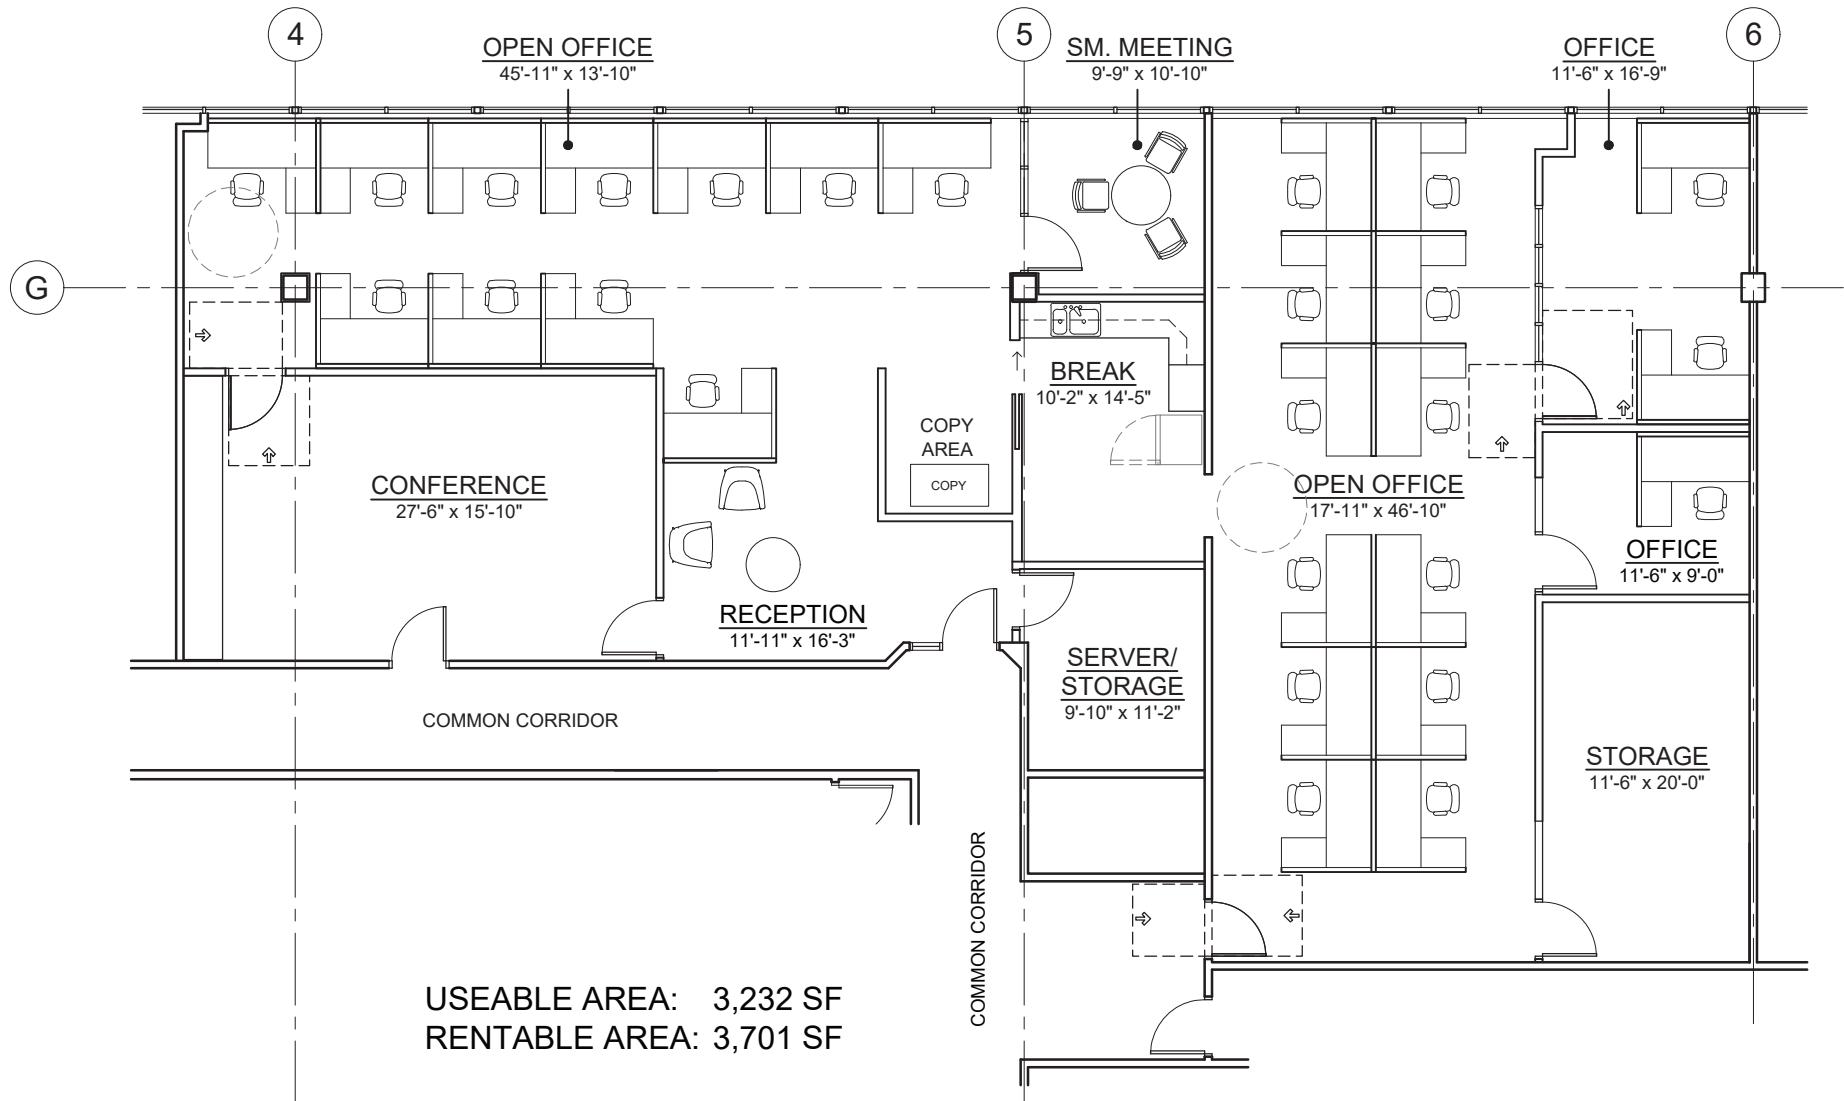 4
5
6
G
OPEN OFFICE
45'-11" x 13'-10"
SM. MEETING
9'-9" x 10'-10"
OFFICE
11'-6" x 16'-9"
BREAK
10'-2" x 14'-5"
COPY
AREA
COPY
CONFERENCE
27'-6" x 15'-10"
OPEN OFFICE
17'-11" x 46'-10"
OFFICE
11'-6" x 9'-0"
RECEPTION
11'-11" x 16'-3"
SERVER/
STORAGE
9'-10" x 11'-2"
COMMON CORRIDOR
STORAGE
11'-6" x 20'-0"
COMMON CORRIDOR
USEABLE AREA: 3,232 SF
RENTABLE AREA: 3,701 SF